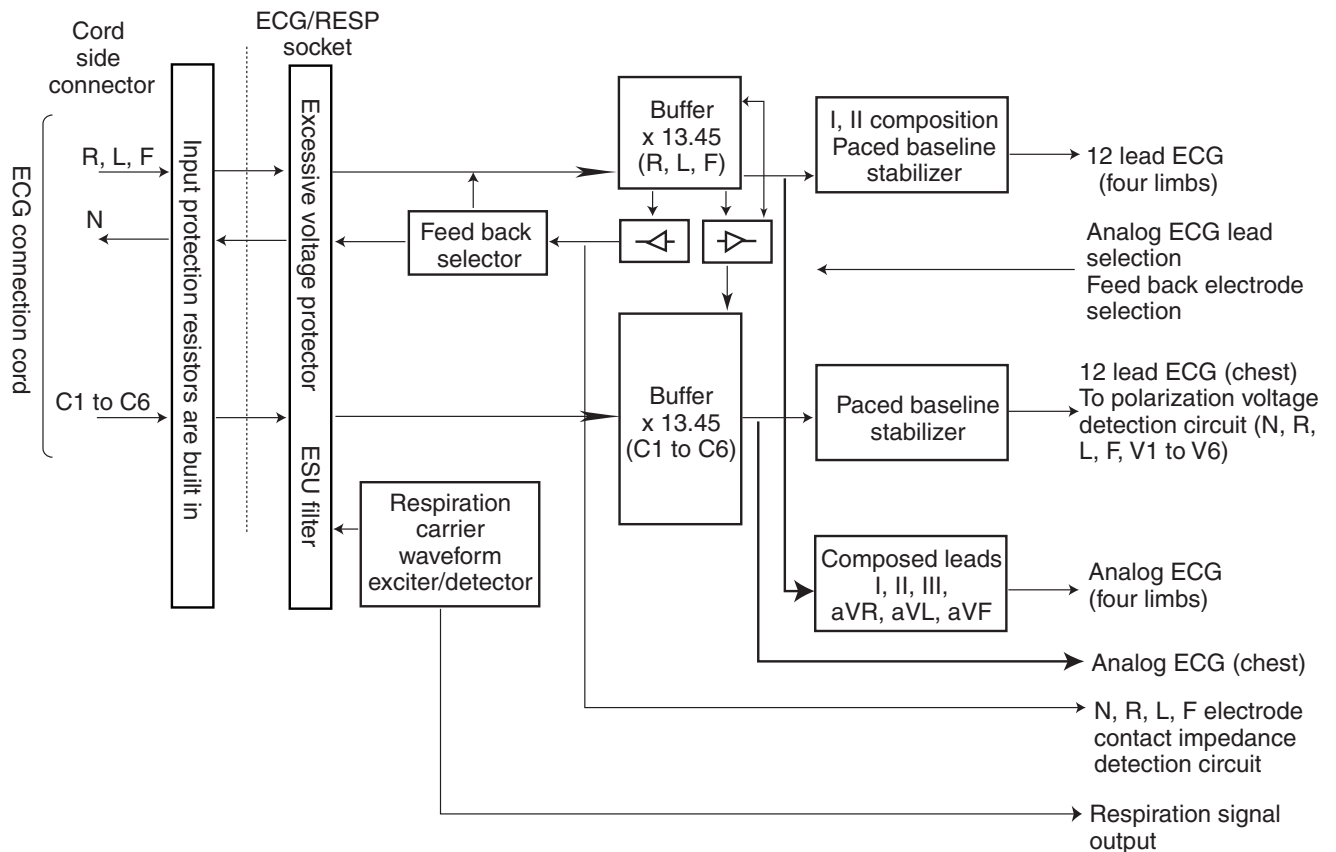 Cord
side
connector
ECG/RESP
socket
ECG connection cord
R, L, F
N
C1 to C6
Input protection resistors are built in
Excessive voltage protector
ESU filter
Feed back
selector
Respiration
carrier
waveform
exciter/detector
Buffer
x 13.45
(R, L, F)
Buffer
x 13.45
(C1 to C6)
I, II composition
Paced baseline
stabilizer
Paced baseline
stabilizer
Composed leads
I, II, III,
aVR, aVL, aVF
12 lead ECG
(four limbs)
Analog ECG lead
selection
Feed back electrode
selection
12 lead ECG (chest)
To polarization voltage
detection circuit (N, R,
L, F, V1 to V6)
Analog ECG
(four limbs)
Analog ECG (chest)
N, R, L, F electrode
contact impedance
detection circuit
Respiration signal
output